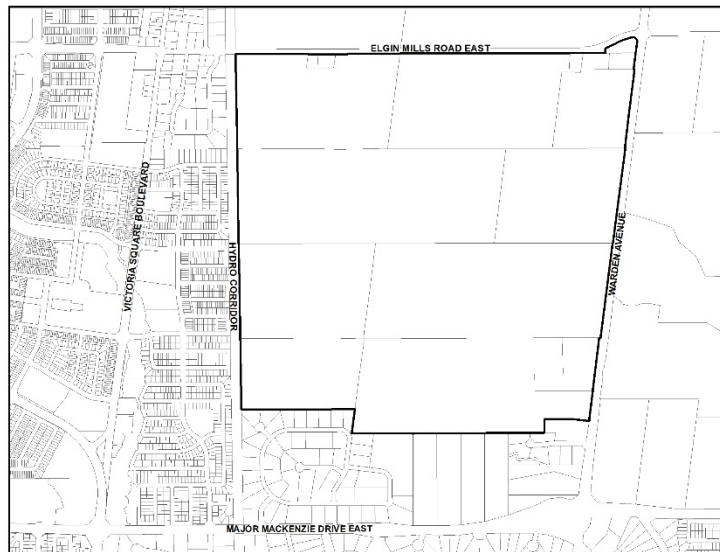 ELGIN MILLS ROAD EAST
VICTORIA SQUARE BOULEVARD
HYDRO CORRIDOR
WARDEN AVENUE
MAJOR MACKENZIE DRIVE EAST